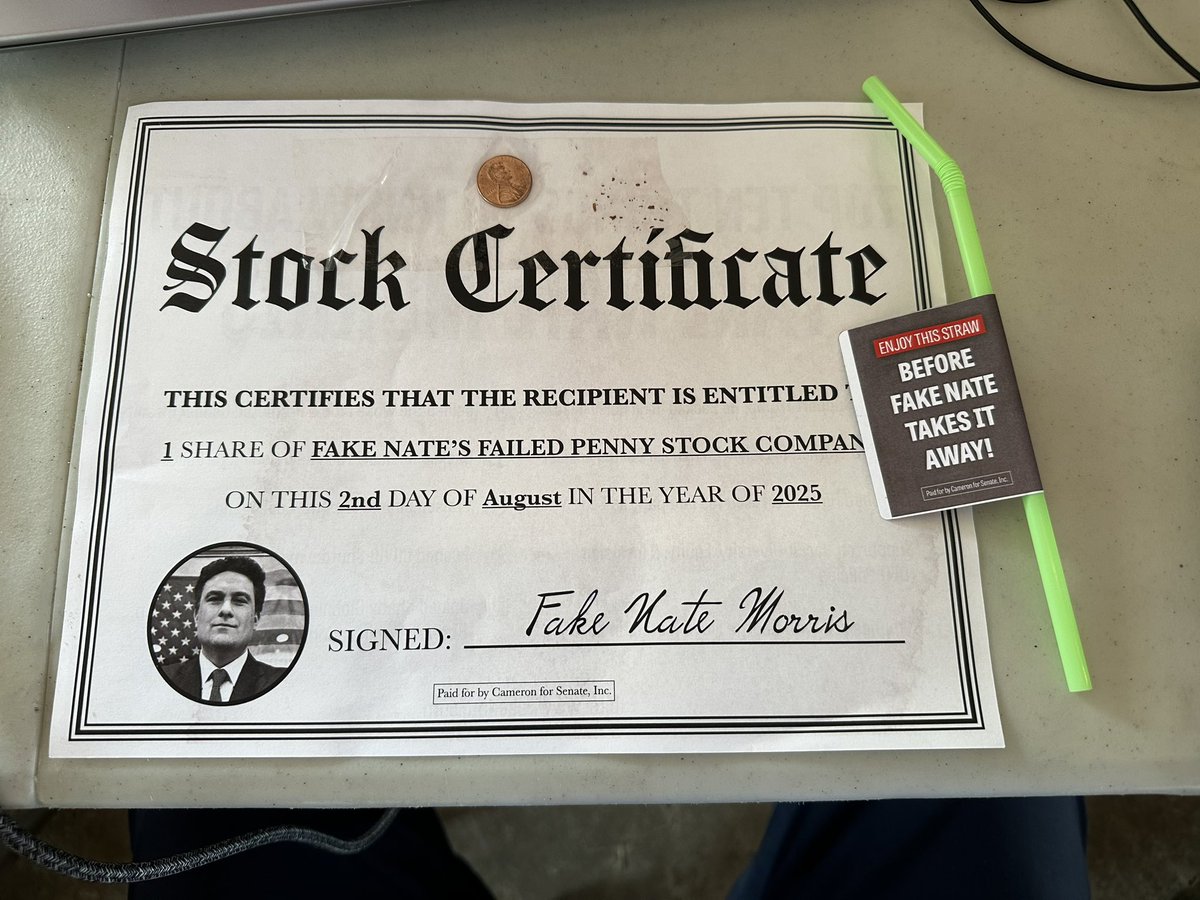 Stock Certificate
THIS CERTIFIES THAT THE RECIPIENT IS ENTITLED
1 SHARE OF FAKE NATE'S FAILED PENNY STOCK COMPAN
ON THIS 2nd DAY OF August IN THE YEAR OF 2025
SIGNED: Fake Nate Morris
Paid for by Cameron for Senate, Inc.
ENJOY THIS STRAW
BEFORE
FAKE NATE
TAKES IT
AWAY!
Paid for by Cameron for Senate, Inc.